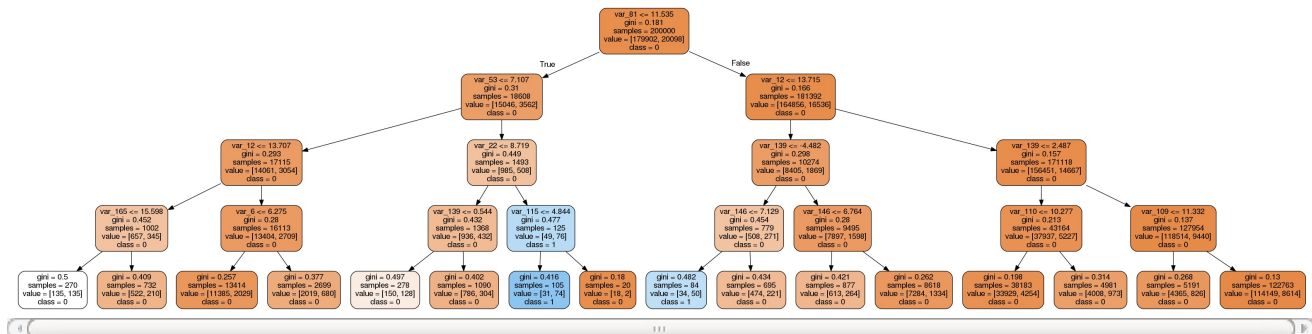 var_81 <= 11.535
gini = 0.181
samples = 200000
value = [179902, 20098]
class = 0
True
False
var_53 <= 7.107
gini = 0.31
samples = 18608
value = [15046, 3562]
class = 0
var_12 <= 13.715
gini = 0.166
samples = 181392
value = [164856, 16536]
class = 0
var_12 <= 13.707
gini = 0.293
samples = 17115
value = [14061, 3054]
class = 0
var_22 <= 8.719
gini = 0.449
samples = 1493
value = [985, 508]
class = 0
var_139 <= -4.482
gini = 0.298
samples = 10274
value = [8405, 1869]
class = 0
var_139 <= 2.487
gini = 0.157
samples = 171118
value = [156451, 14667]
class = 0
var_165 <= 15.598
gini = 0.452
samples = 1002
value = [657, 345]
class = 0
var_6 <= 6.275
gini = 0.28
samples = 16113
value = [13404, 2709]
class = 0
var_139 <= 0.544
gini = 0.432
samples = 1368
value = [936, 432]
class = 0
var_115 <= 4.844
gini = 0.477
samples = 125
value = [49, 76]
class = 1
var_146 <= 7.129
gini = 0.454
samples = 779
value = [508, 271]
class = 0
var_146 <= 6.764
gini = 0.28
samples = 9495
value = [7897, 1598]
class = 0
var_110 <= 10.277
gini = 0.213
samples = 43164
value = [37937, 5227]
class = 0
var_109 <= 11.332
gini = 0.137
samples = 127954
value = [118514, 9440]
class = 0
gini = 0.5
samples = 270
value = [135, 135]
class = 0
gini = 0.409
samples = 732
value = [522, 210]
class = 0
gini = 0.257
samples = 13414
value = [11385, 2029]
class = 0
gini = 0.377
samples = 2699
value = [2019, 680]
class = 0
gini = 0.497
samples = 278
value = [150, 128]
class = 0
gini = 0.402
samples = 1090
value = [786, 304]
class = 0
gini = 0.416
samples = 105
value = [31, 74]
class = 1
gini = 0.18
samples = 20
value = [18, 2]
class = 0
gini = 0.482
samples = 84
value = [34, 50]
class = 1
gini = 0.434
samples = 695
value = [474, 221]
class = 0
gini = 0.421
samples = 877
value = [613, 264]
class = 0
gini = 0.262
samples = 8618
value = [7284, 1334]
class = 0
gini = 0.198
samples = 38183
value = [33929, 4254]
class = 0
gini = 0.314
samples = 4981
value = [4008, 973]
class = 0
gini = 0.268
samples = 5191
value = [4365, 826]
class = 0
gini = 0.13
samples = 122763
value = [114149, 8614]
class = 0